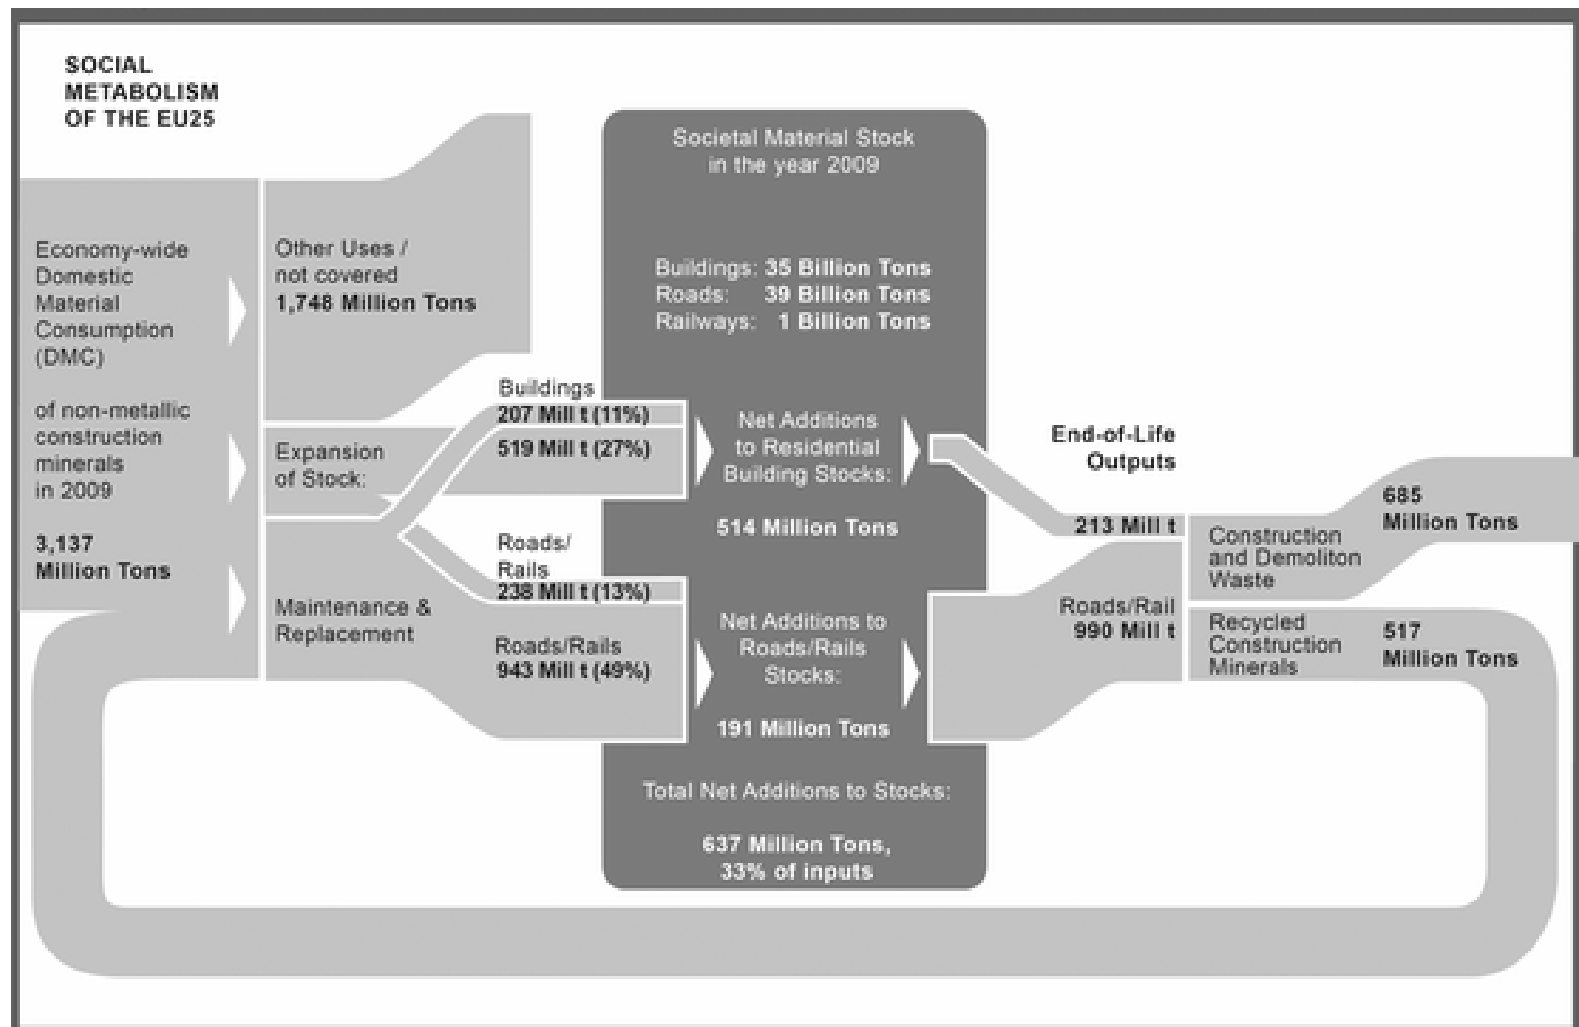 SOCIAL
METABOLISM
OF THE EU25
Economy-wide
Domestic
Material
Consumption
(DMC)
of non-metallic
construction
minerals
in 2009
3,137
Million Tons
Other Uses /
not covered
1,748 Million Tons
Expansion
of Stock:
Maintenance &
Replacement
Buildings
207 Mill t (11%)
519 Mill t (27%)
Roads/
Rails
238 Mill t (13%)
Roads/Rails
943 Mill t (49%)
Societal Material Stock
in the year 2009
Buildings: 35 Billion Tons
Roads: 39 Billion Tons
Railways: 1 Billion Tons
Net Additions
to Residential
Building Stocks:
514 Million Tons
Net Additions to
Roads/Rails
Stocks:
191 Million Tons
Total Net Additions to Stocks:
637 Million Tons,
33% of inputs
End-of-Life
Outputs
213 Mill t
Roads/Rail
990 Mill t
Construction
and Demoliton
Waste
685
Million Tons
Recycled
Construction
Minerals
517
Million Tons